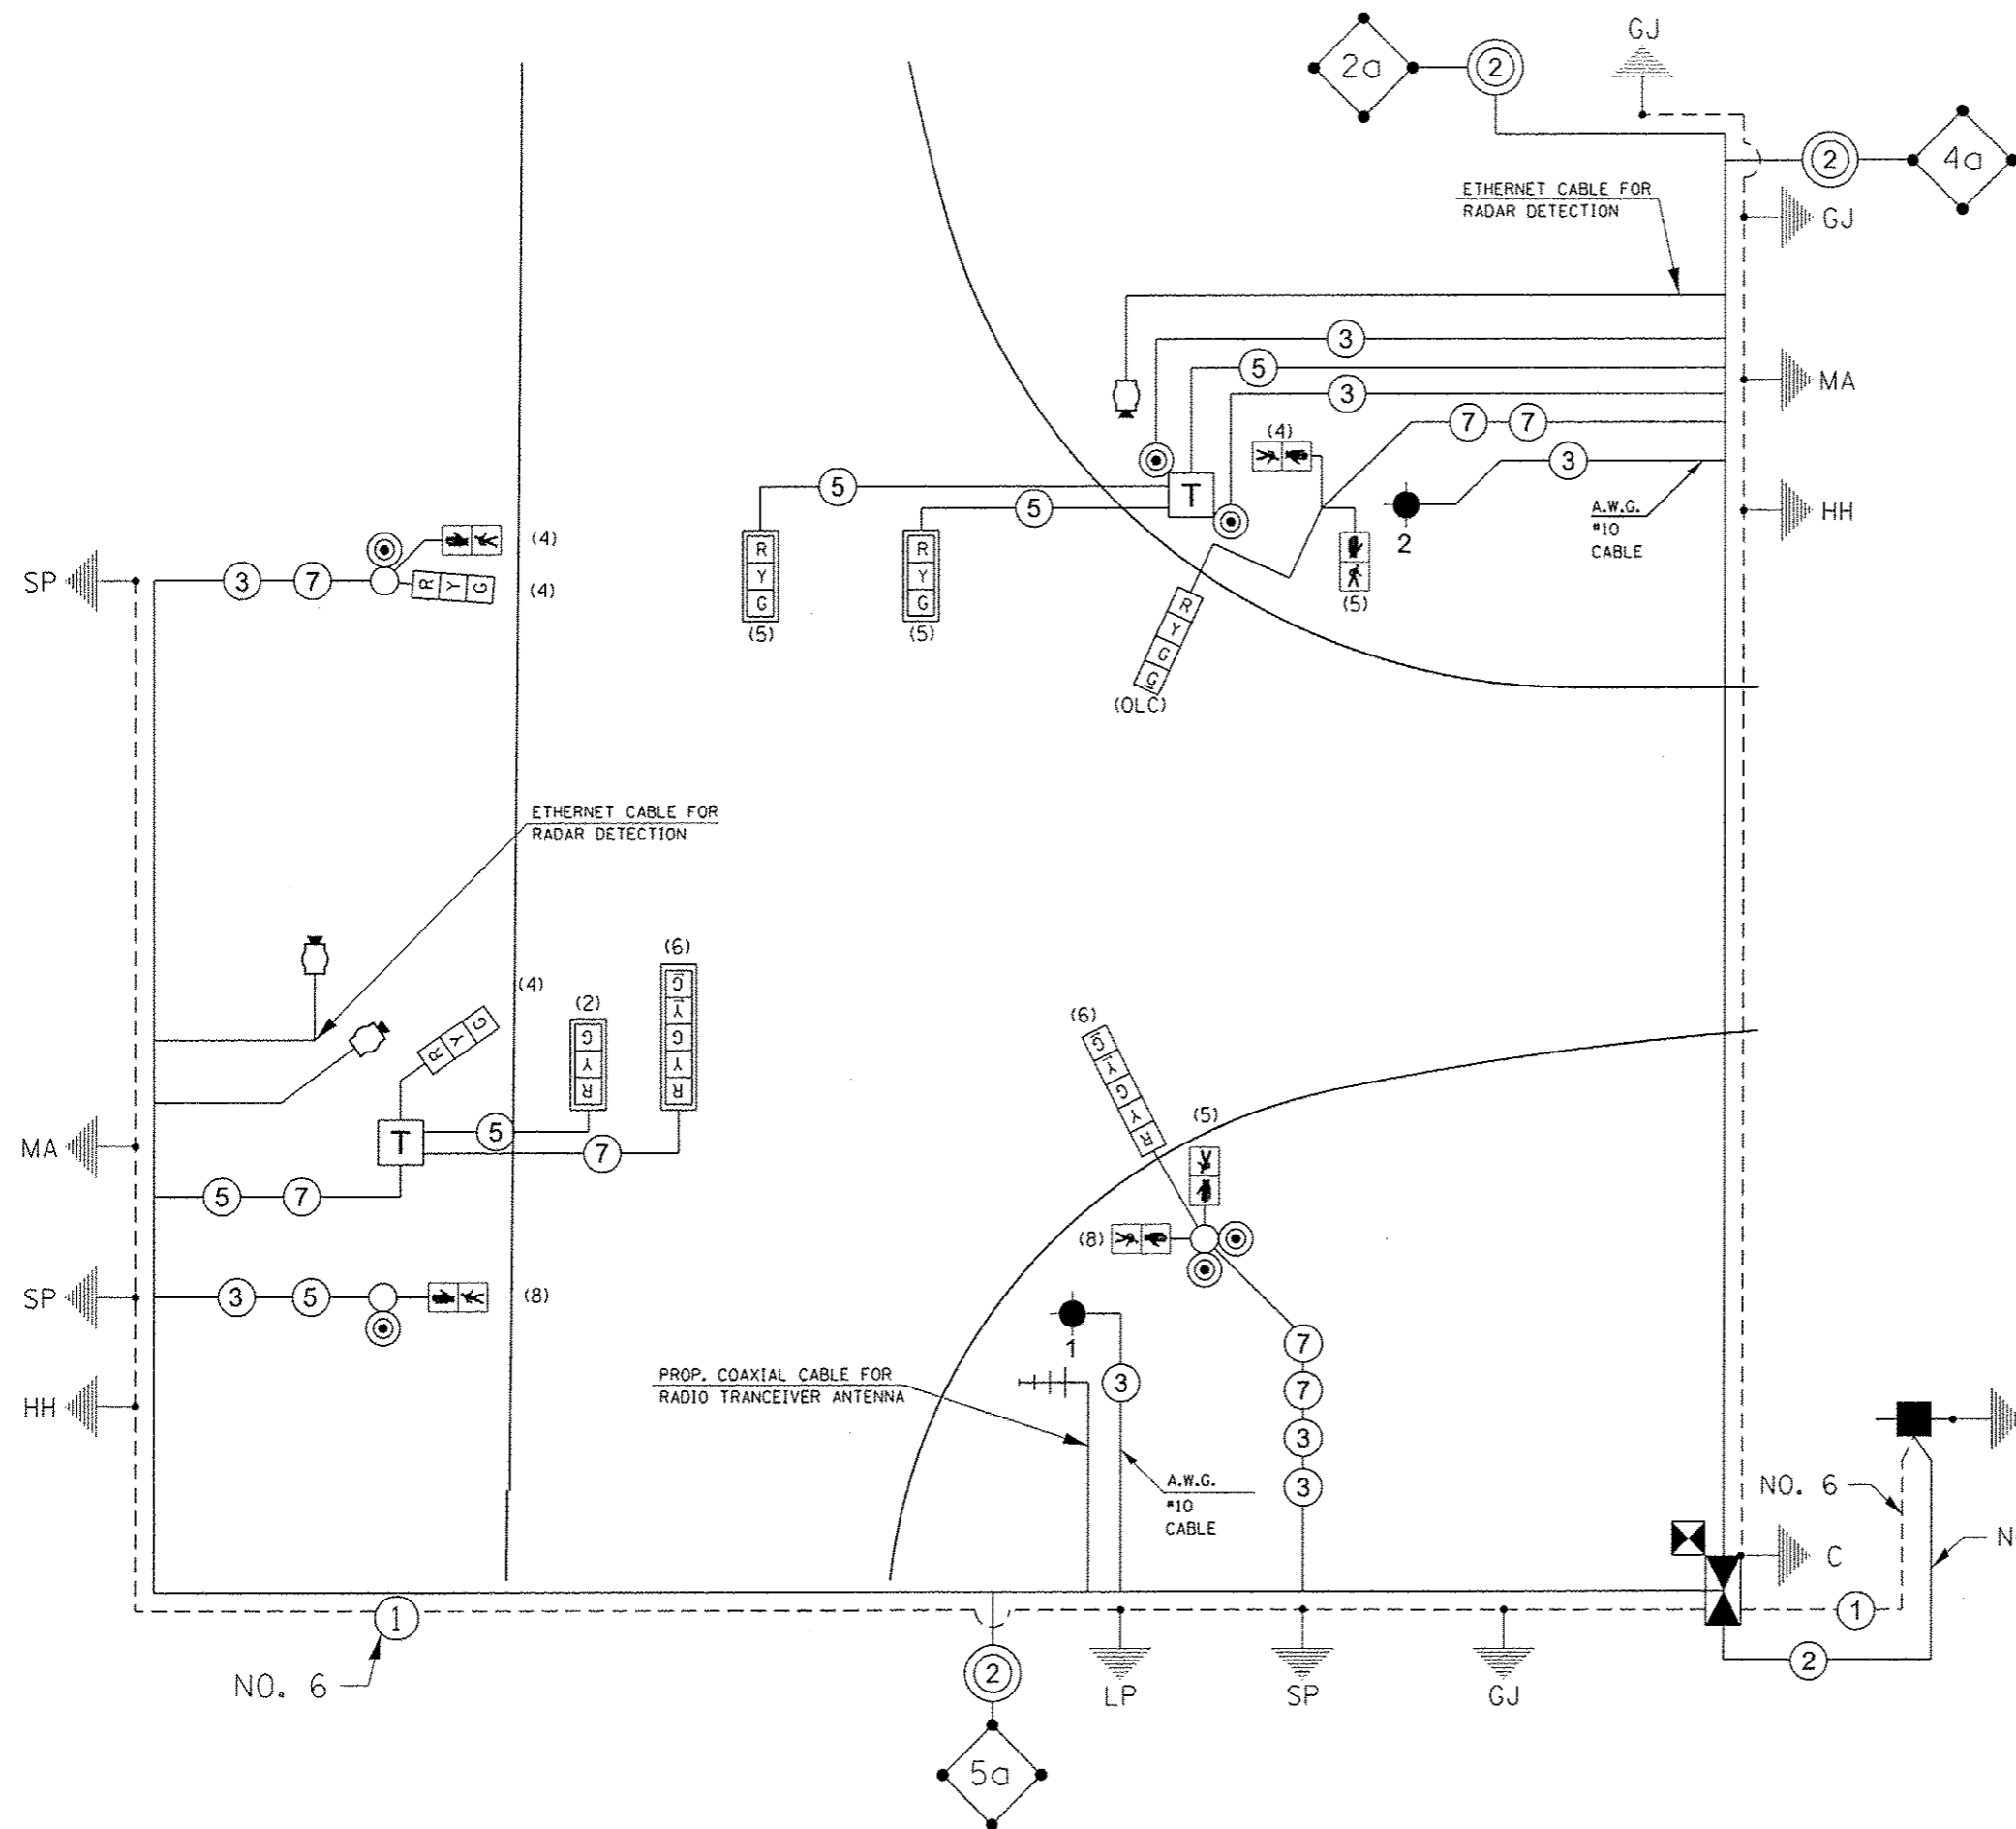 GJ
2a
2
2
4a
ETHERNET CABLE FOR
RADAR DETECTION
GJ
3
5
MA
3
(4)
7
7
3
5
T
5
A.W.G.
#10
CABLE
HH
2
R
Y
G
(5)
R
Y
G
(5)
(4)
SP
3
7
R Y G
(4)
(5)
R
Y
G
G
(OLC)
ETHERNET CABLE FOR
RADAR DETECTION
(6)
(4)
(2)
G
Y
G
Y
R
R Y G
G
Y
R
(6)
G
Y
G
Y
R
(5)
MA
T
5
7
5
7
(8)
SP
3
5
(8)
1
7
PROP. COAXIAL CABLE FOR
RADIO TRANCEIVER ANTENNA
3
7
HH
3
A.W.G.
#10
CABLE
3
NO. 6
N
C
1
1
NO. 6
2
2
LP
SP
GJ
5a